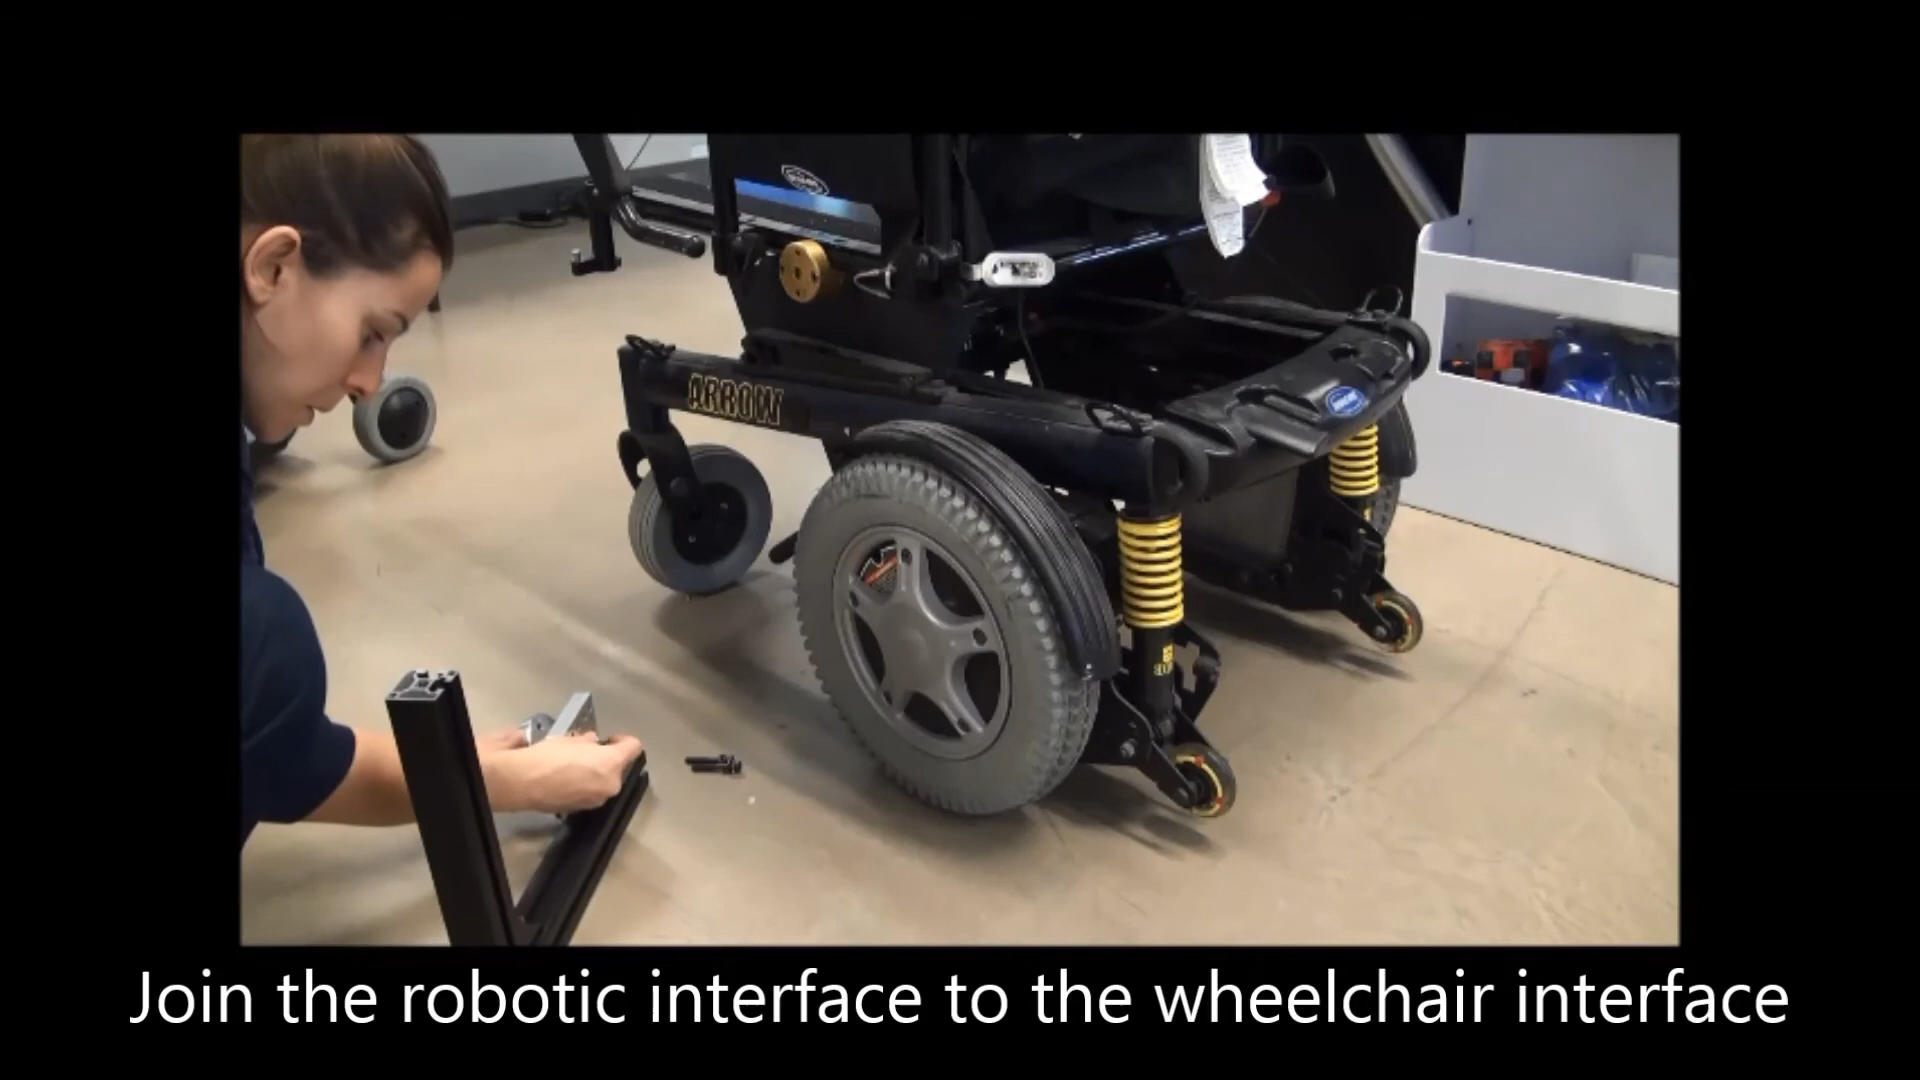 ARROW
Join the robotic interface to the wheelchair interface